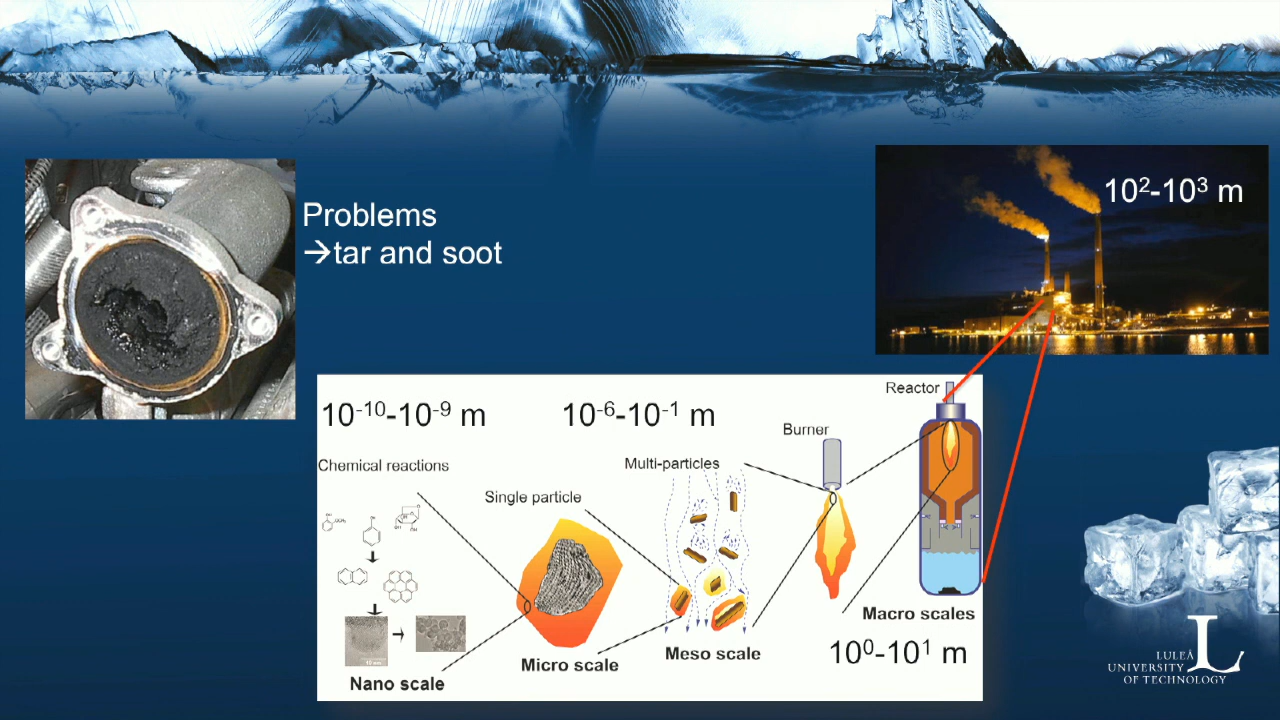 Problems
→tar and soot
10²-10³ m
Reactor
10⁻¹⁰-10⁻⁹ m
10⁻⁶-10⁻¹ m
Burner
Chemical reactions
Multi-particles
Single particle
Macro scales
Meso scale
10⁰-10¹ m
Micro scale
Nano scale
LULEÅ
UNIVERSITY
OF TECHNOLOGY
L